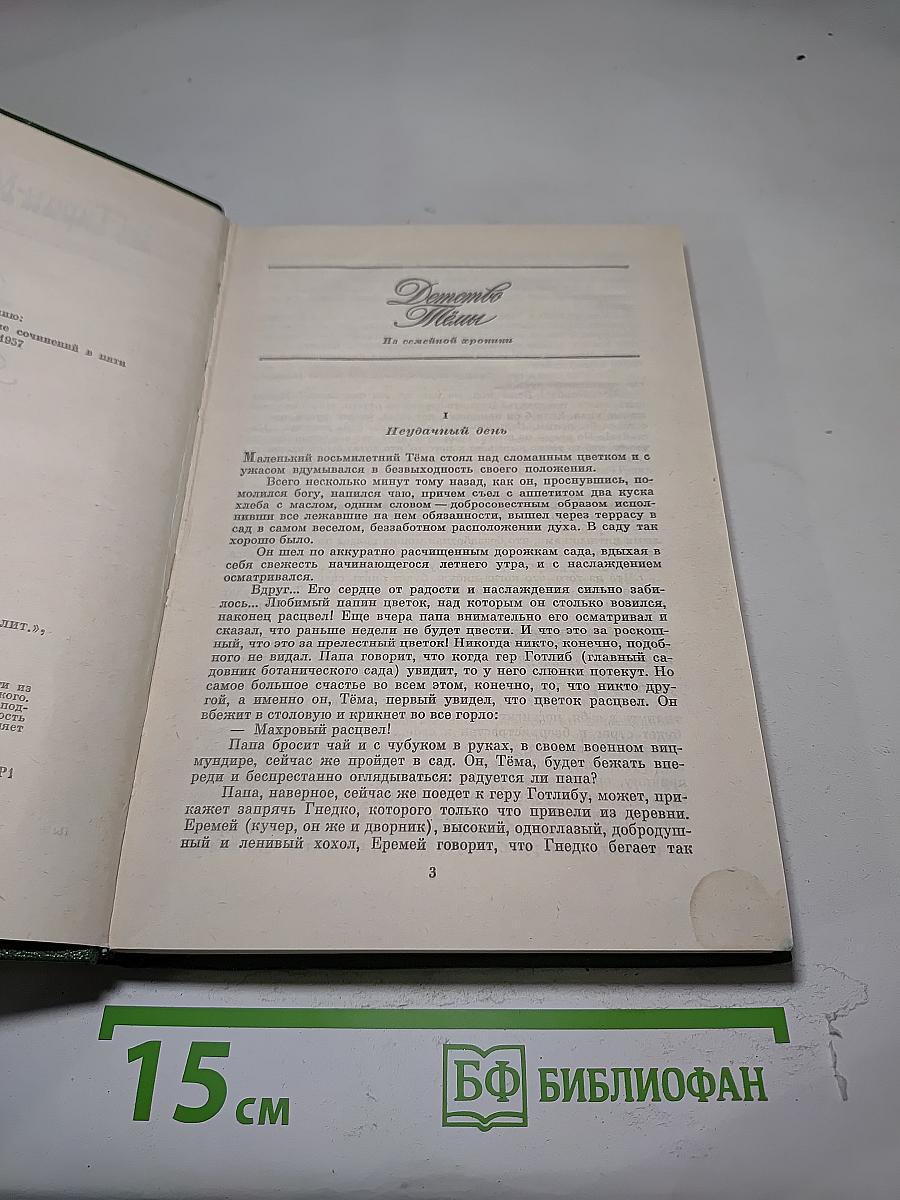 нию:
е сочинений в пяти
1957
ЛИТ.»,
ти из
кого.
под-
ость
ляет
Р1
Детство
Тёмы
Из семейной хроники
I
Неудачный день
Маленький восьмилетний Тёма стоял над сломанным цветком и с
ужасом вдумывался в безвыходность своего положения.
Всего несколько минут тому назад, как он, проснувшись, по-
молился богу, напился чаю, причем съел с аппетитом два куска
хлеба с маслом, одним словом — добросовестным образом испол-
нивши все лежавшие на нем обязанности, вышел через террасу в
сад в самом веселом, беззаботном расположении духа. В саду так
хорошо было.
Он шел по аккуратно расчищенным дорожкам сада, вдыхая в
себя свежесть начинающегося летнего утра, и с наслаждением
осматривался.
Вдруг... Его сердце от радости и наслаждения сильно заби-
лось... Любимый папин цветок, над которым он столько возился,
наконец расцвел! Еще вчера папа внимательно его осматривал и
сказал, что раньше недели не будет цвести. И что это за роскош-
ный, что это за прелестный цветок! Никогда никто, конечно, подоб-
ного не видал. Папа говорит, что когда гер Готлиб (главный са-
довник ботанического сада) увидит, то у него слюнки потекут. Но
самое большое счастье во всем этом, конечно, то, что никто дру-
гой, а именно он, Тёма, первый увидел, что цветок расцвел. Он
вбежит в столовую и крикнет во все горло:
— Махровый расцвел!
Папа бросит чай и с чубуком в руках, в своем военном виц-
мундире, сейчас же пройдет в сад. Он, Тёма, будет бежать впе-
реди и беспрестанно оглядываться: радуется ли папа?
Папа, наверное, сейчас же поедет к геру Готлибу, может, при-
кажет запрячь Гнедко, которого только что привели из деревни.
Еремей (кучер, он же и дворник), высокий, одноглазый, добродуш-
ный и ленивый хохол, Еремей говорит, что Гнедко бегает так
3
15 см
БФ БИБЛИОФАН